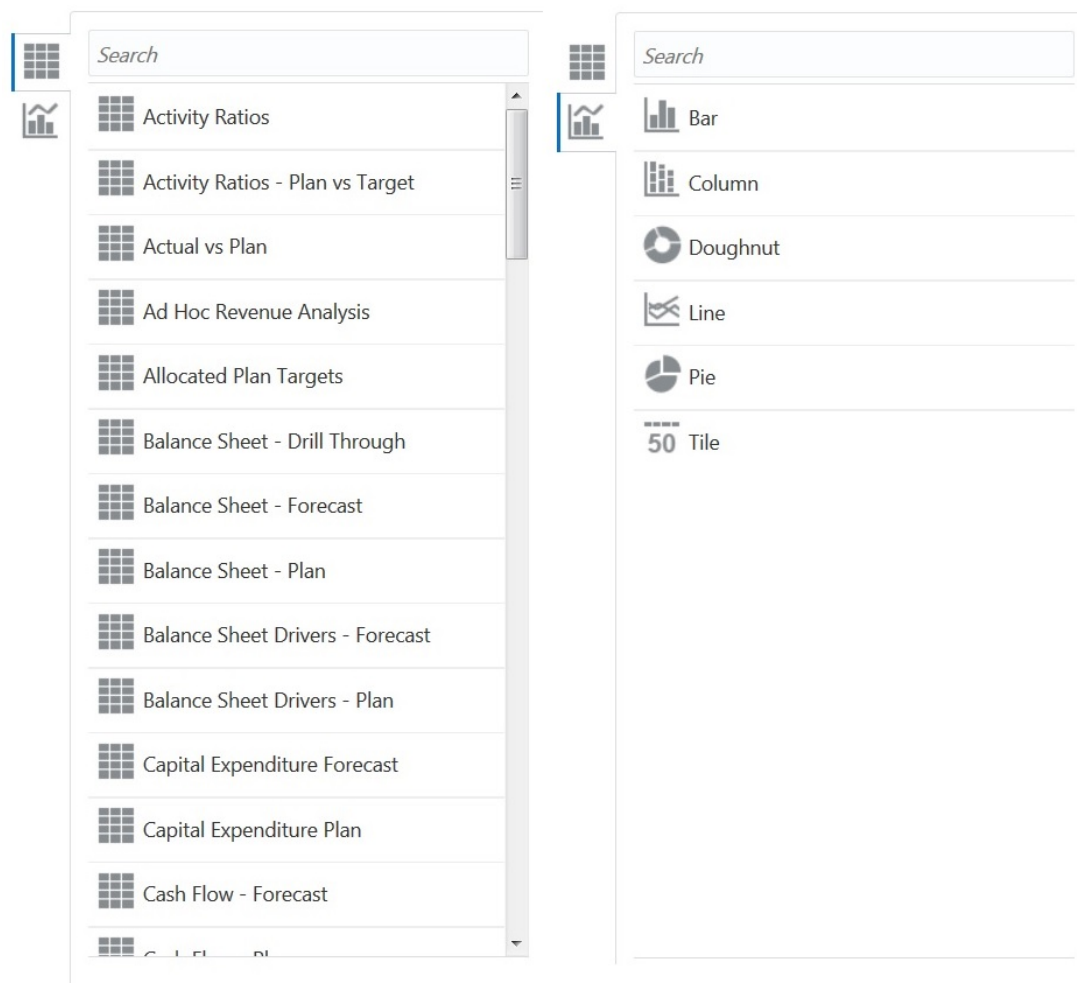 Search
Activity Ratios
Activity Ratios - Plan vs Target
Actual vs Plan
Ad Hoc Revenue Analysis
Allocated Plan Targets
Balance Sheet - Drill Through
Balance Sheet - Forecast
Balance Sheet - Plan
Balance Sheet Drivers - Forecast
Balance Sheet Drivers - Plan
Capital Expenditure Forecast
Capital Expenditure Plan
Cash Flow - Forecast
Search
Bar
Column
Doughnut
Line
Pie
50 Tile